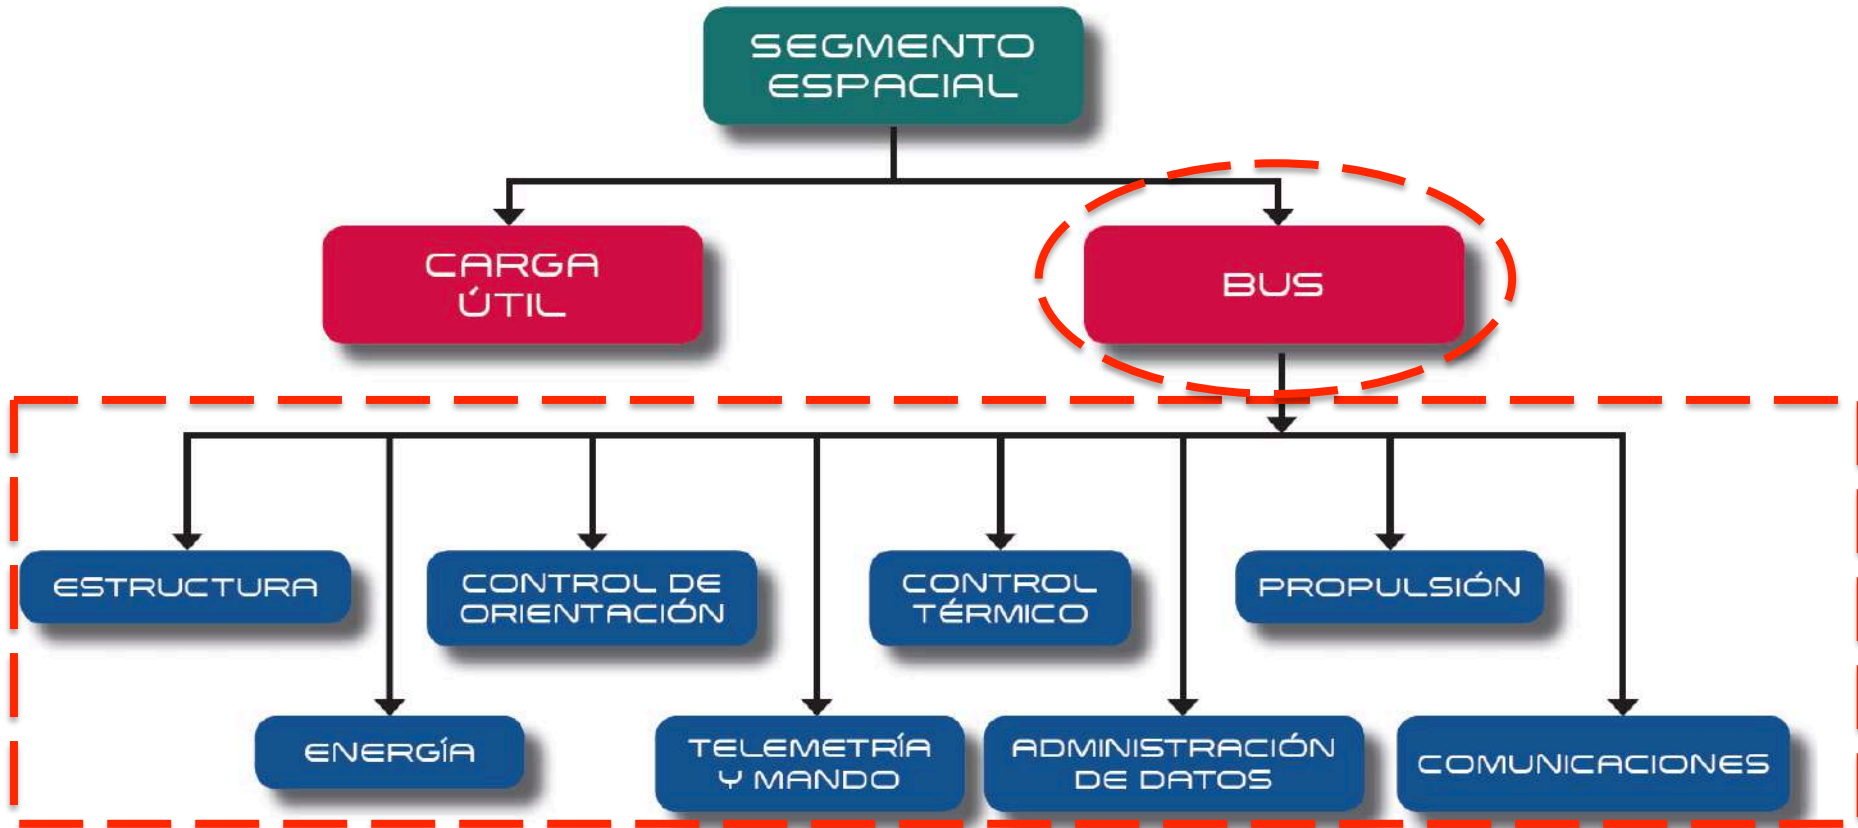 SEGMENTO
ESPACIAL
CARGA
ÚTIL
BUS
ESTRUCTURA
CONTROL DE
ORIENTACIÓN
CONTROL
TÉRMICO
PROPULSIÓN
ENERGÍA
TELEMETRÍA
Y MANDO
ADMINISTRACIÓN
DE DATOS
COMUNICACIONES